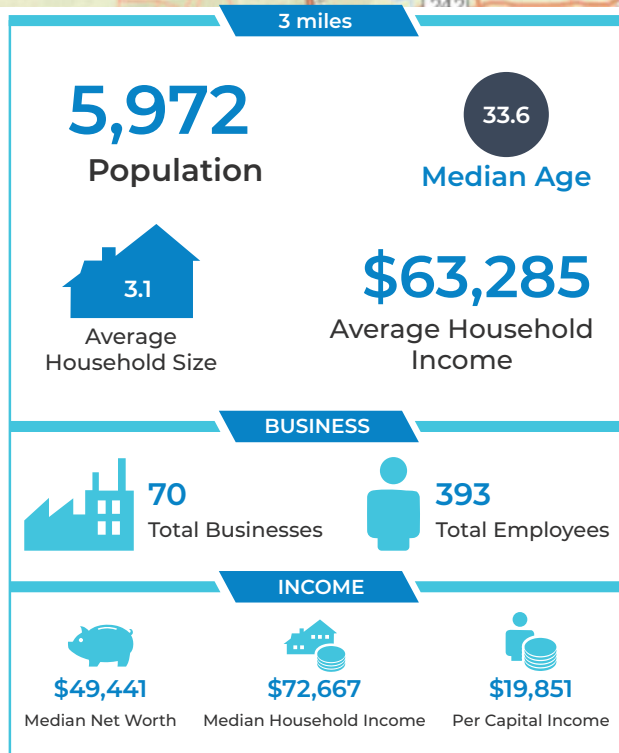 3 miles
5,972
Population
33.6
Median Age
3.1
Average
Household Size
$63,285
Average Household
Income
BUSINESS
70
Total Businesses
393
Total Employees
INCOME
$49,441
Median Net Worth
$72,667
Median Household Income
$19,851
Per Capital Income